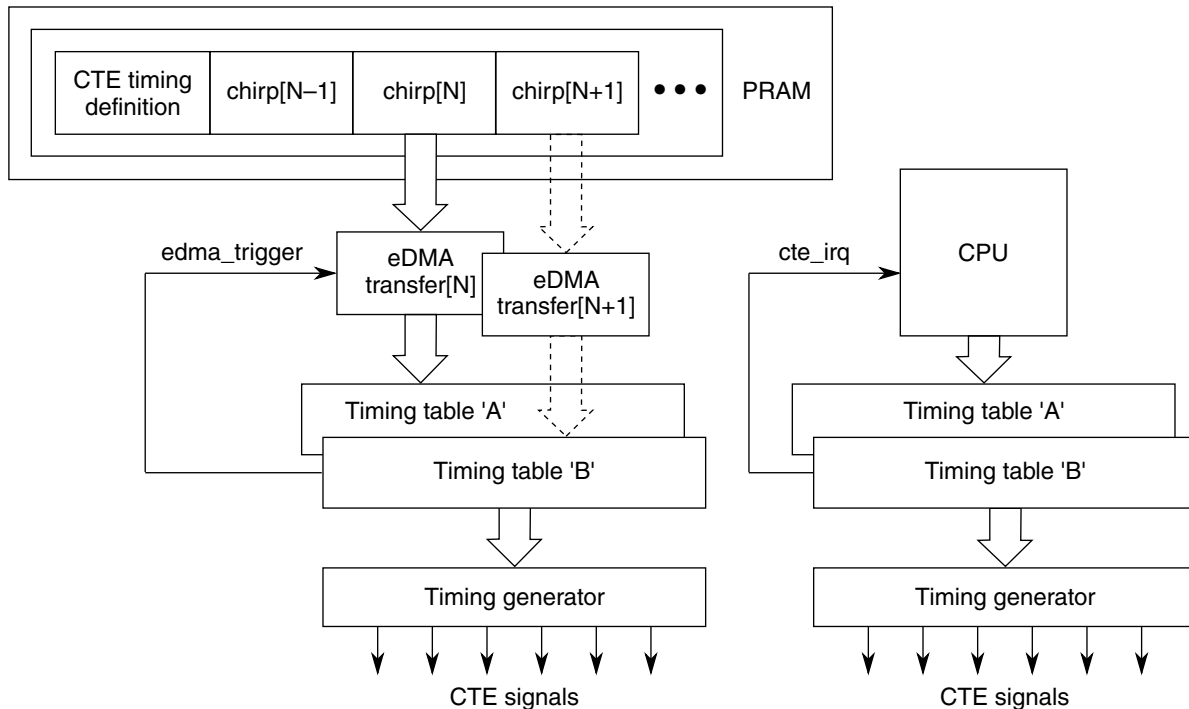 CTE timing
definition
chirp[N–1]
chirp[N]
chirp[N+1]
•••
PRAM
edma_trigger
eDMA
transfer[N]
eDMA
transfer[N+1]
Timing table 'A'
Timing table 'B'
Timing generator
CTE signals
cte_irq
CPU
Timing table 'A'
Timing table 'B'
Timing generator
CTE signals